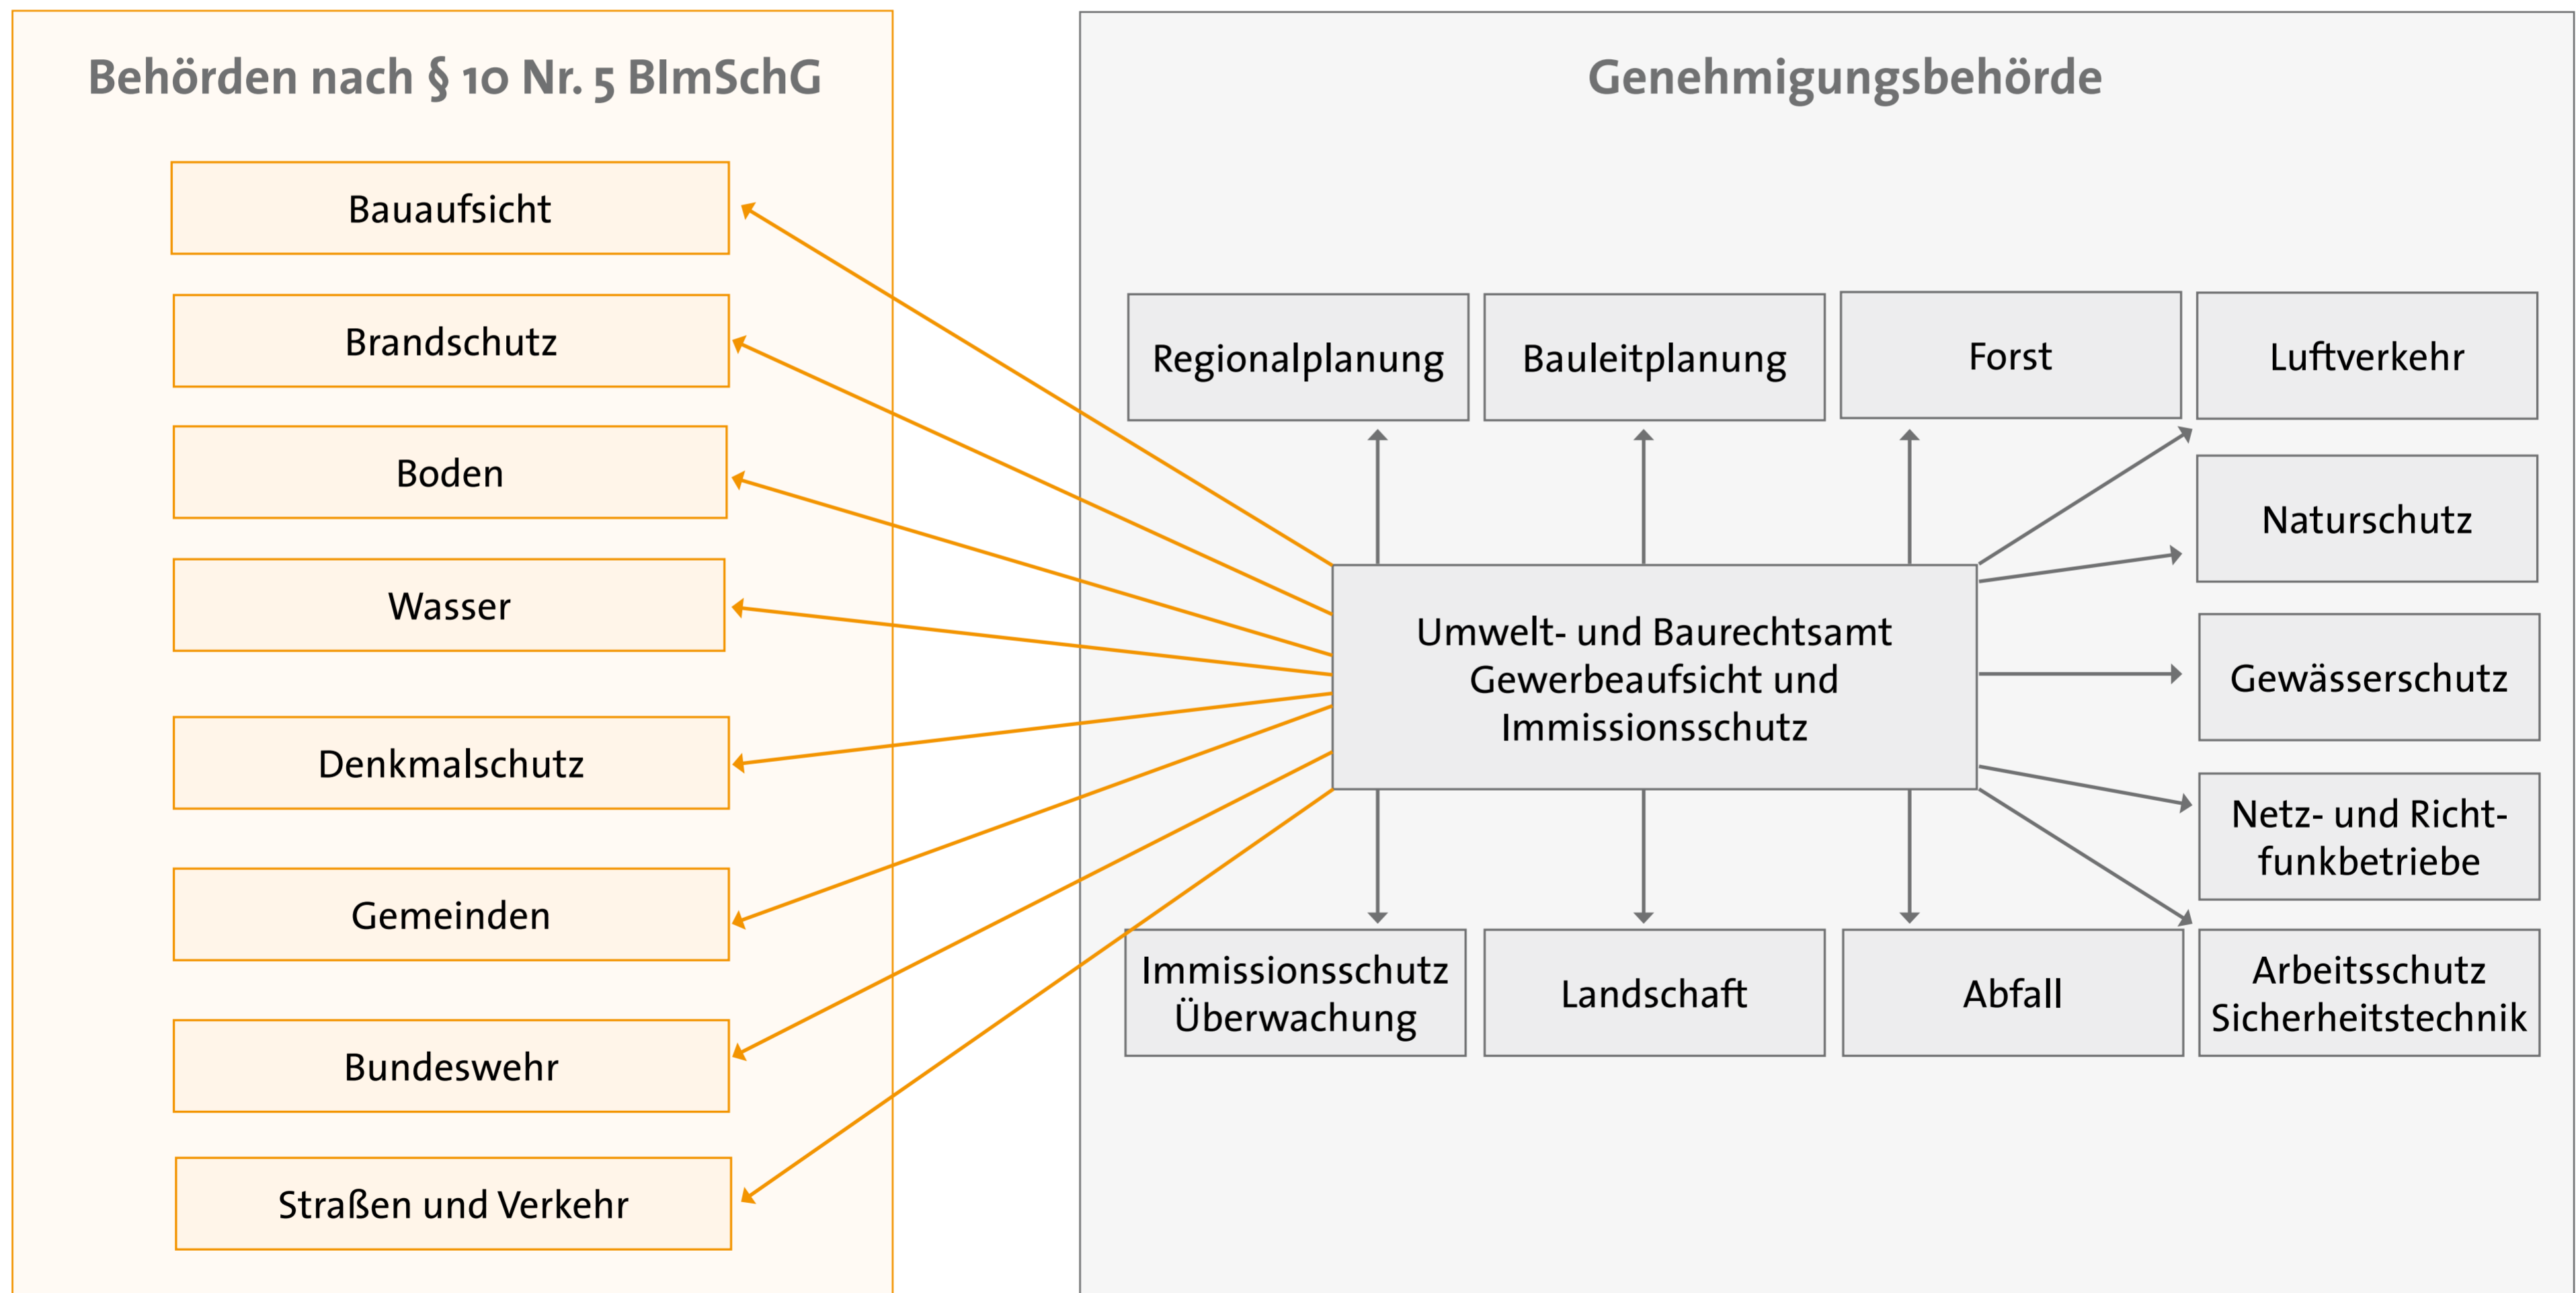 Behörden nach § 10 Nr. 5 BImSchG
Bauaufsicht
Brandschutz
Boden
Wasser
Denkmalschutz
Gemeinden
Bundeswehr
Straßen und Verkehr
Genehmigungsbehörde
Regionalplanung
Bauleitplanung
Forst
Luftverkehr
Naturschutz
Umwelt- und Baurechtsamt
Gewerbeaufsicht und
Immissionsschutz
Gewässerschutz
Netz- und Richt-
funkbetriebe
Immissionsschutz
Überwachung
Landschaft
Abfall
Arbeitsschutz
Sicherheitstechnik